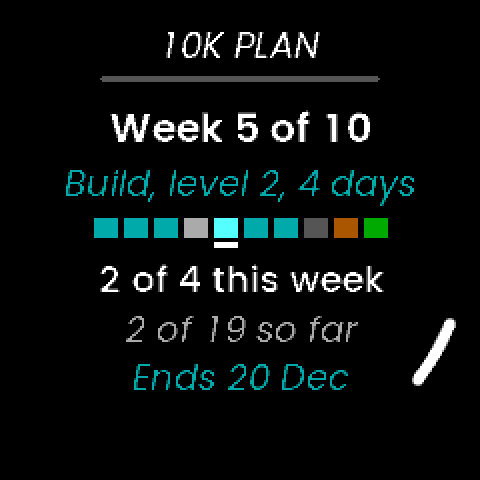 10K PLAN
Week 5 of 10
Build, level 2, 4 days
2 of 4 this week
2 of 19 so far
Ends 20 Dec